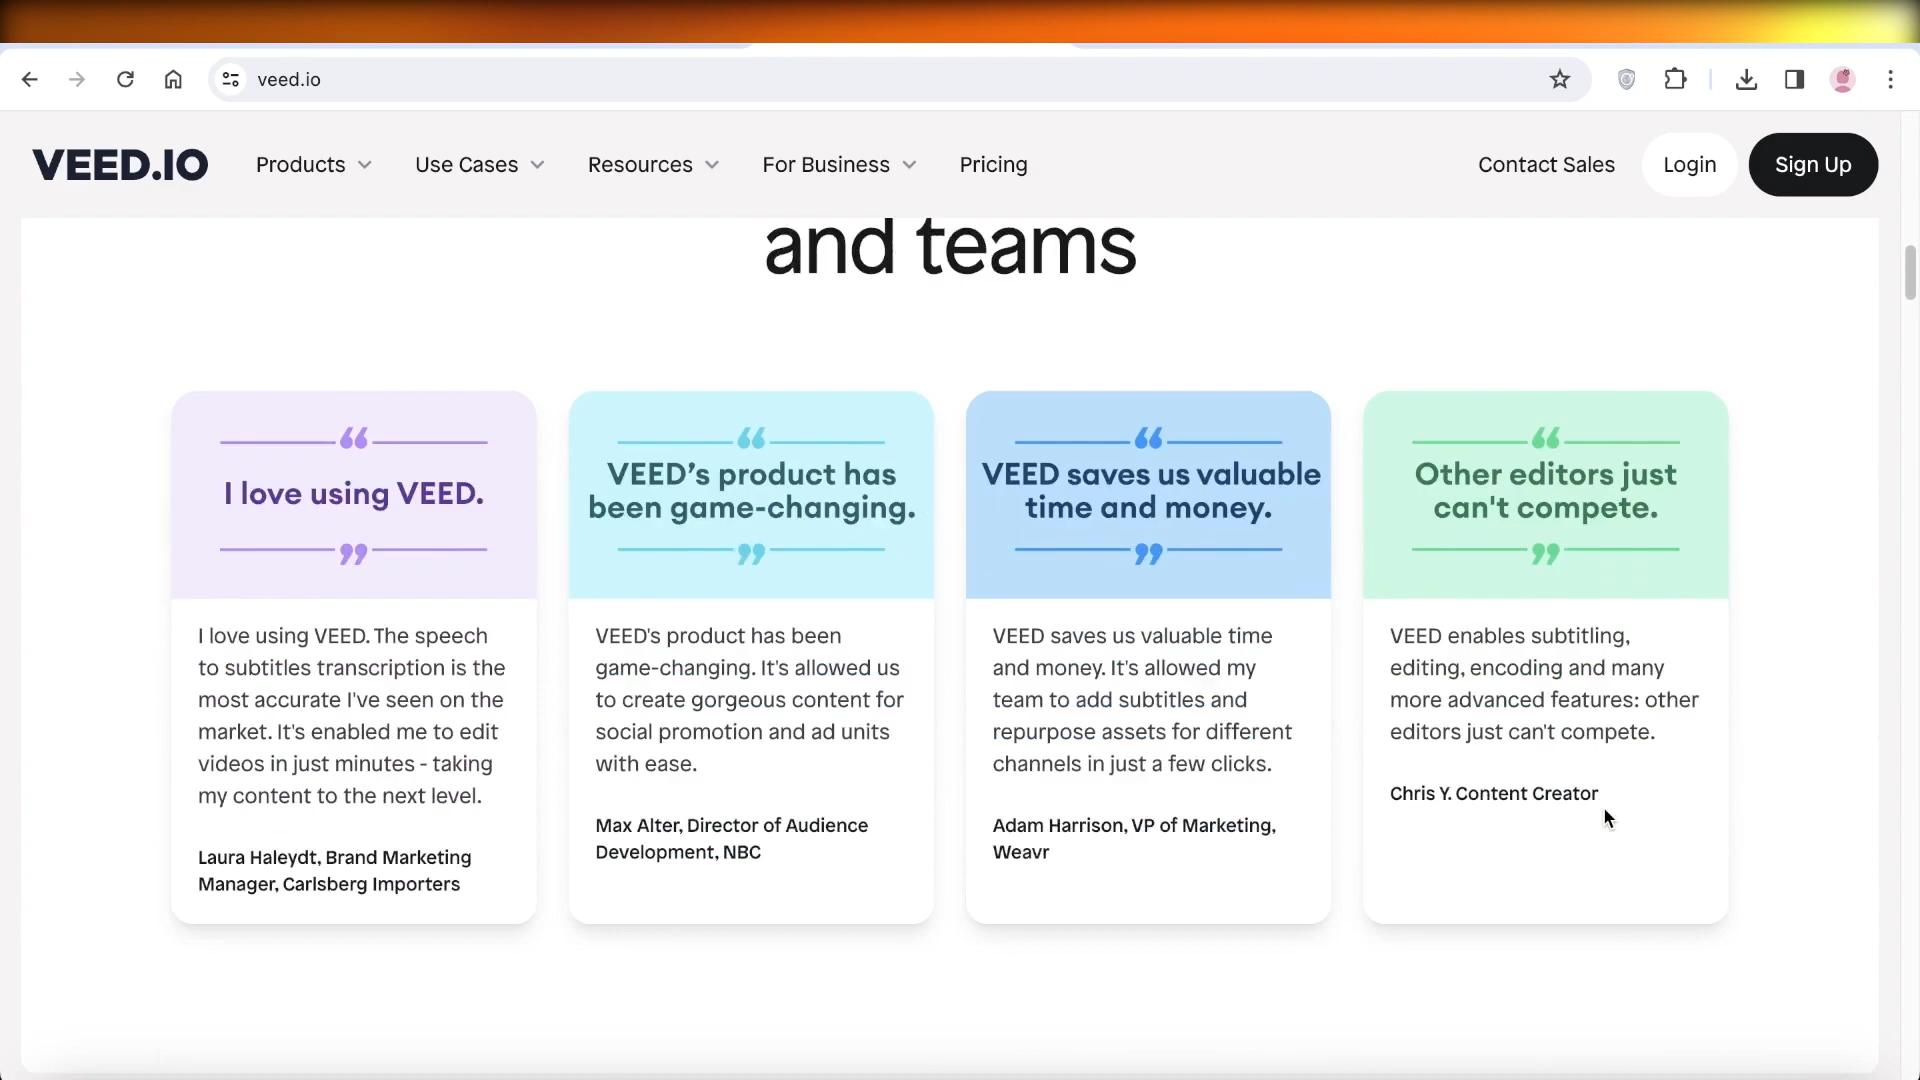 veed.io
VEED.IO
Products
Use Cases
Resources
For Business
Pricing
Contact Sales
Login
Sign Up
and teams
“
I love using VEED.
”
I love using VEED. The speech
to subtitles transcription is the
most accurate I've seen on the
market. It's enabled me to edit
videos in just minutes - taking
my content to the next level.
Laura Haleydt, Brand Marketing
Manager, Carlsberg Importers
“
VEED’s product has
been game-changing.
”
VEED's product has been
game-changing. It's allowed us
to create gorgeous content for
social promotion and ad units
with ease.
Max Alter, Director of Audience
Development, NBC
“
VEED saves us valuable
time and money.
”
VEED saves us valuable time
and money. It's allowed my
team to add subtitles and
repurpose assets for different
channels in just a few clicks.
Adam Harrison, VP of Marketing,
Weavr
“
Other editors just
can't compete.
”
VEED enables subtitling,
editing, encoding and many
more advanced features: other
editors just can't compete.
Chris Y. Content Creator